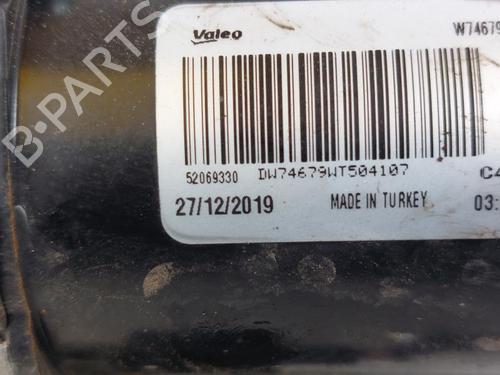 Valeo
W74679
52069330 DW74679WT504107 C4
27/12/2019 MADE IN TURKEY 03:
B-PARTS